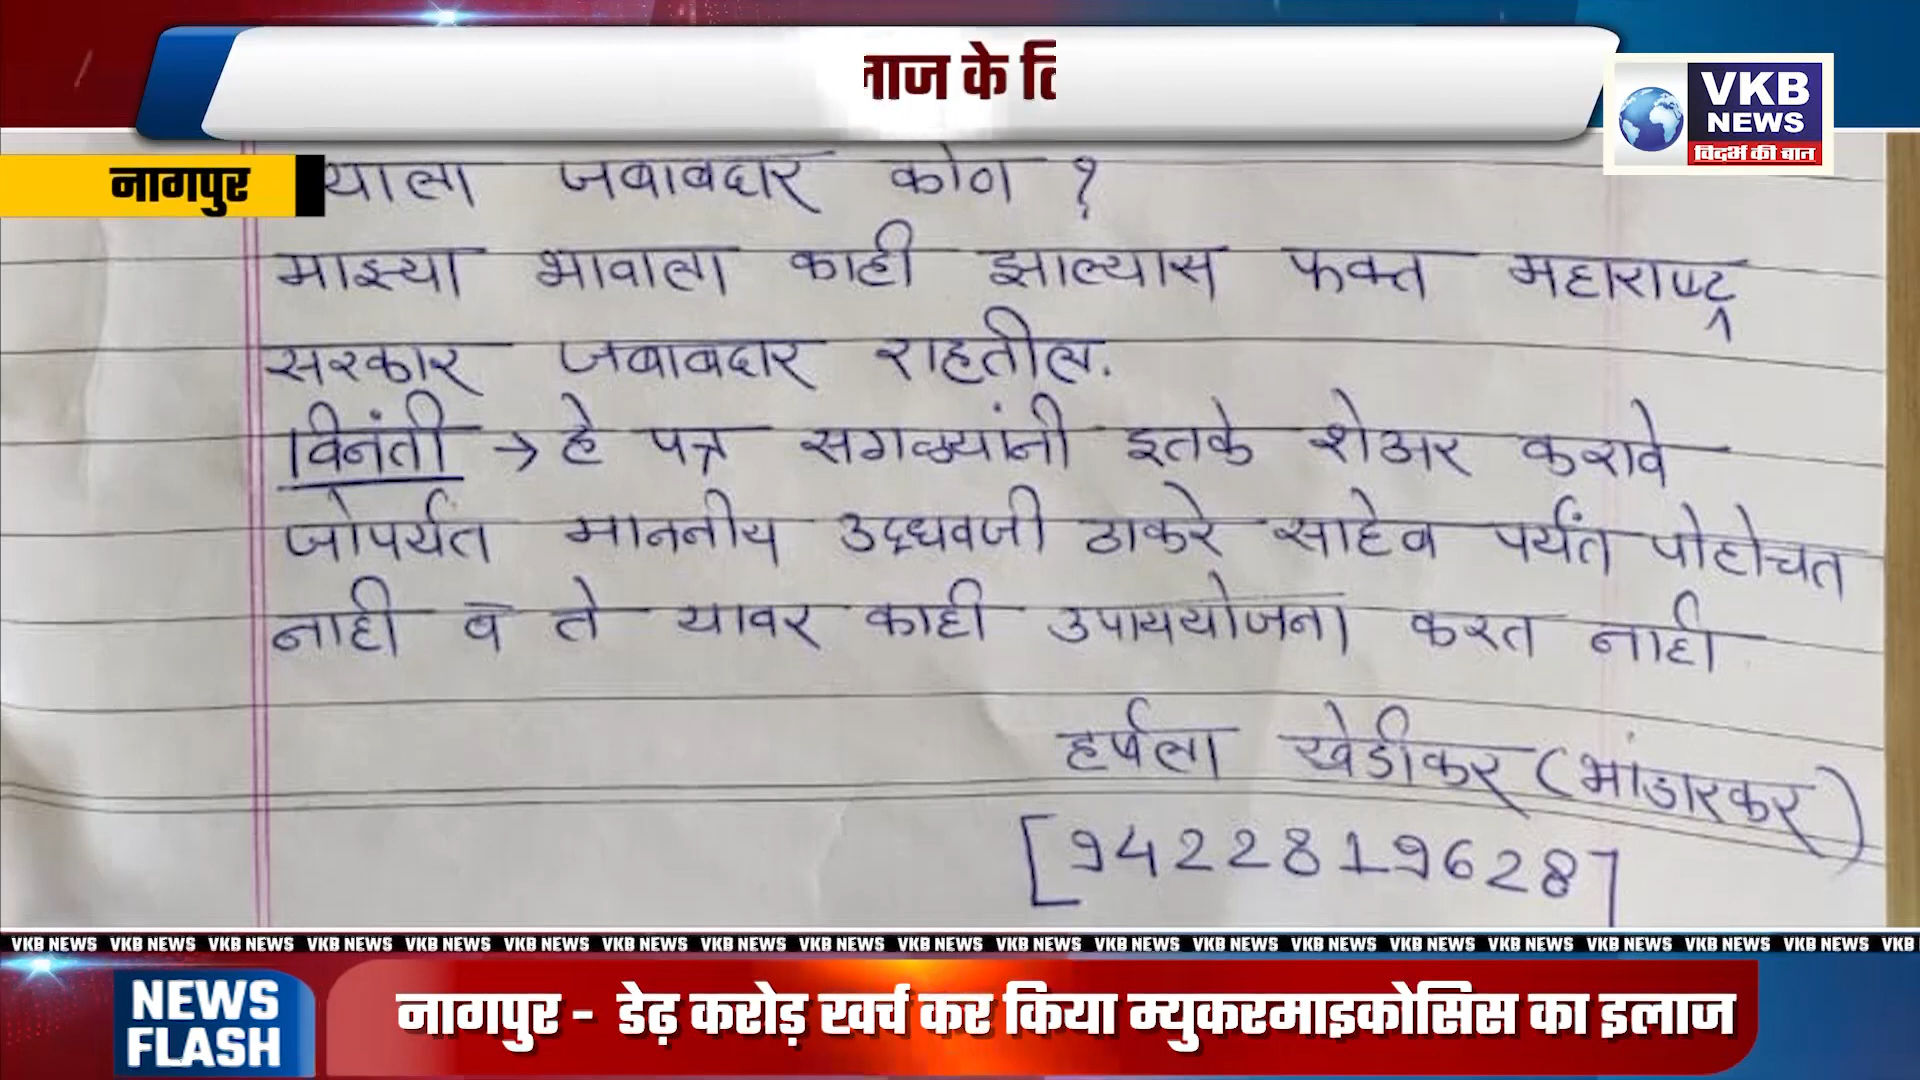 लाज के लि
VKB
NEWS
विदर्भ की बात
नागपुर
याला जबाबदार कोण ?
माझ्या भावाला काही झाल्यास फक्त महाराष्ट्र
सरकार जबाबदार राहतील.
विनंती → हे पत्र सगळ्यांनी इतके शेअर करावे
जोपर्यंत माननीय उद्धवजी ठाकरे साहेब पर्यंत पोहोचत
नाही व ते यावर काही उपाययोजना करत नाही
हर्षला खेडीकर (भांडारकर)
[9422819628]
VKB NEWS VKB NEWS VKB NEWS VKB NEWS VKB NEWS VKB NEWS VKB NEWS VKB NEWS VKB NEWS VKB NEWS VKB NEWS VKB NEWS VKB NEWS VKB NEWS VKB NEWS VKB NEWS VKB NEWS VKB NEWS VKB NEWS VKB
NEWS
FLASH
नागपुर - डेढ़ करोड़ खर्च कर किया म्युकरमाइकोसिस का इलाज